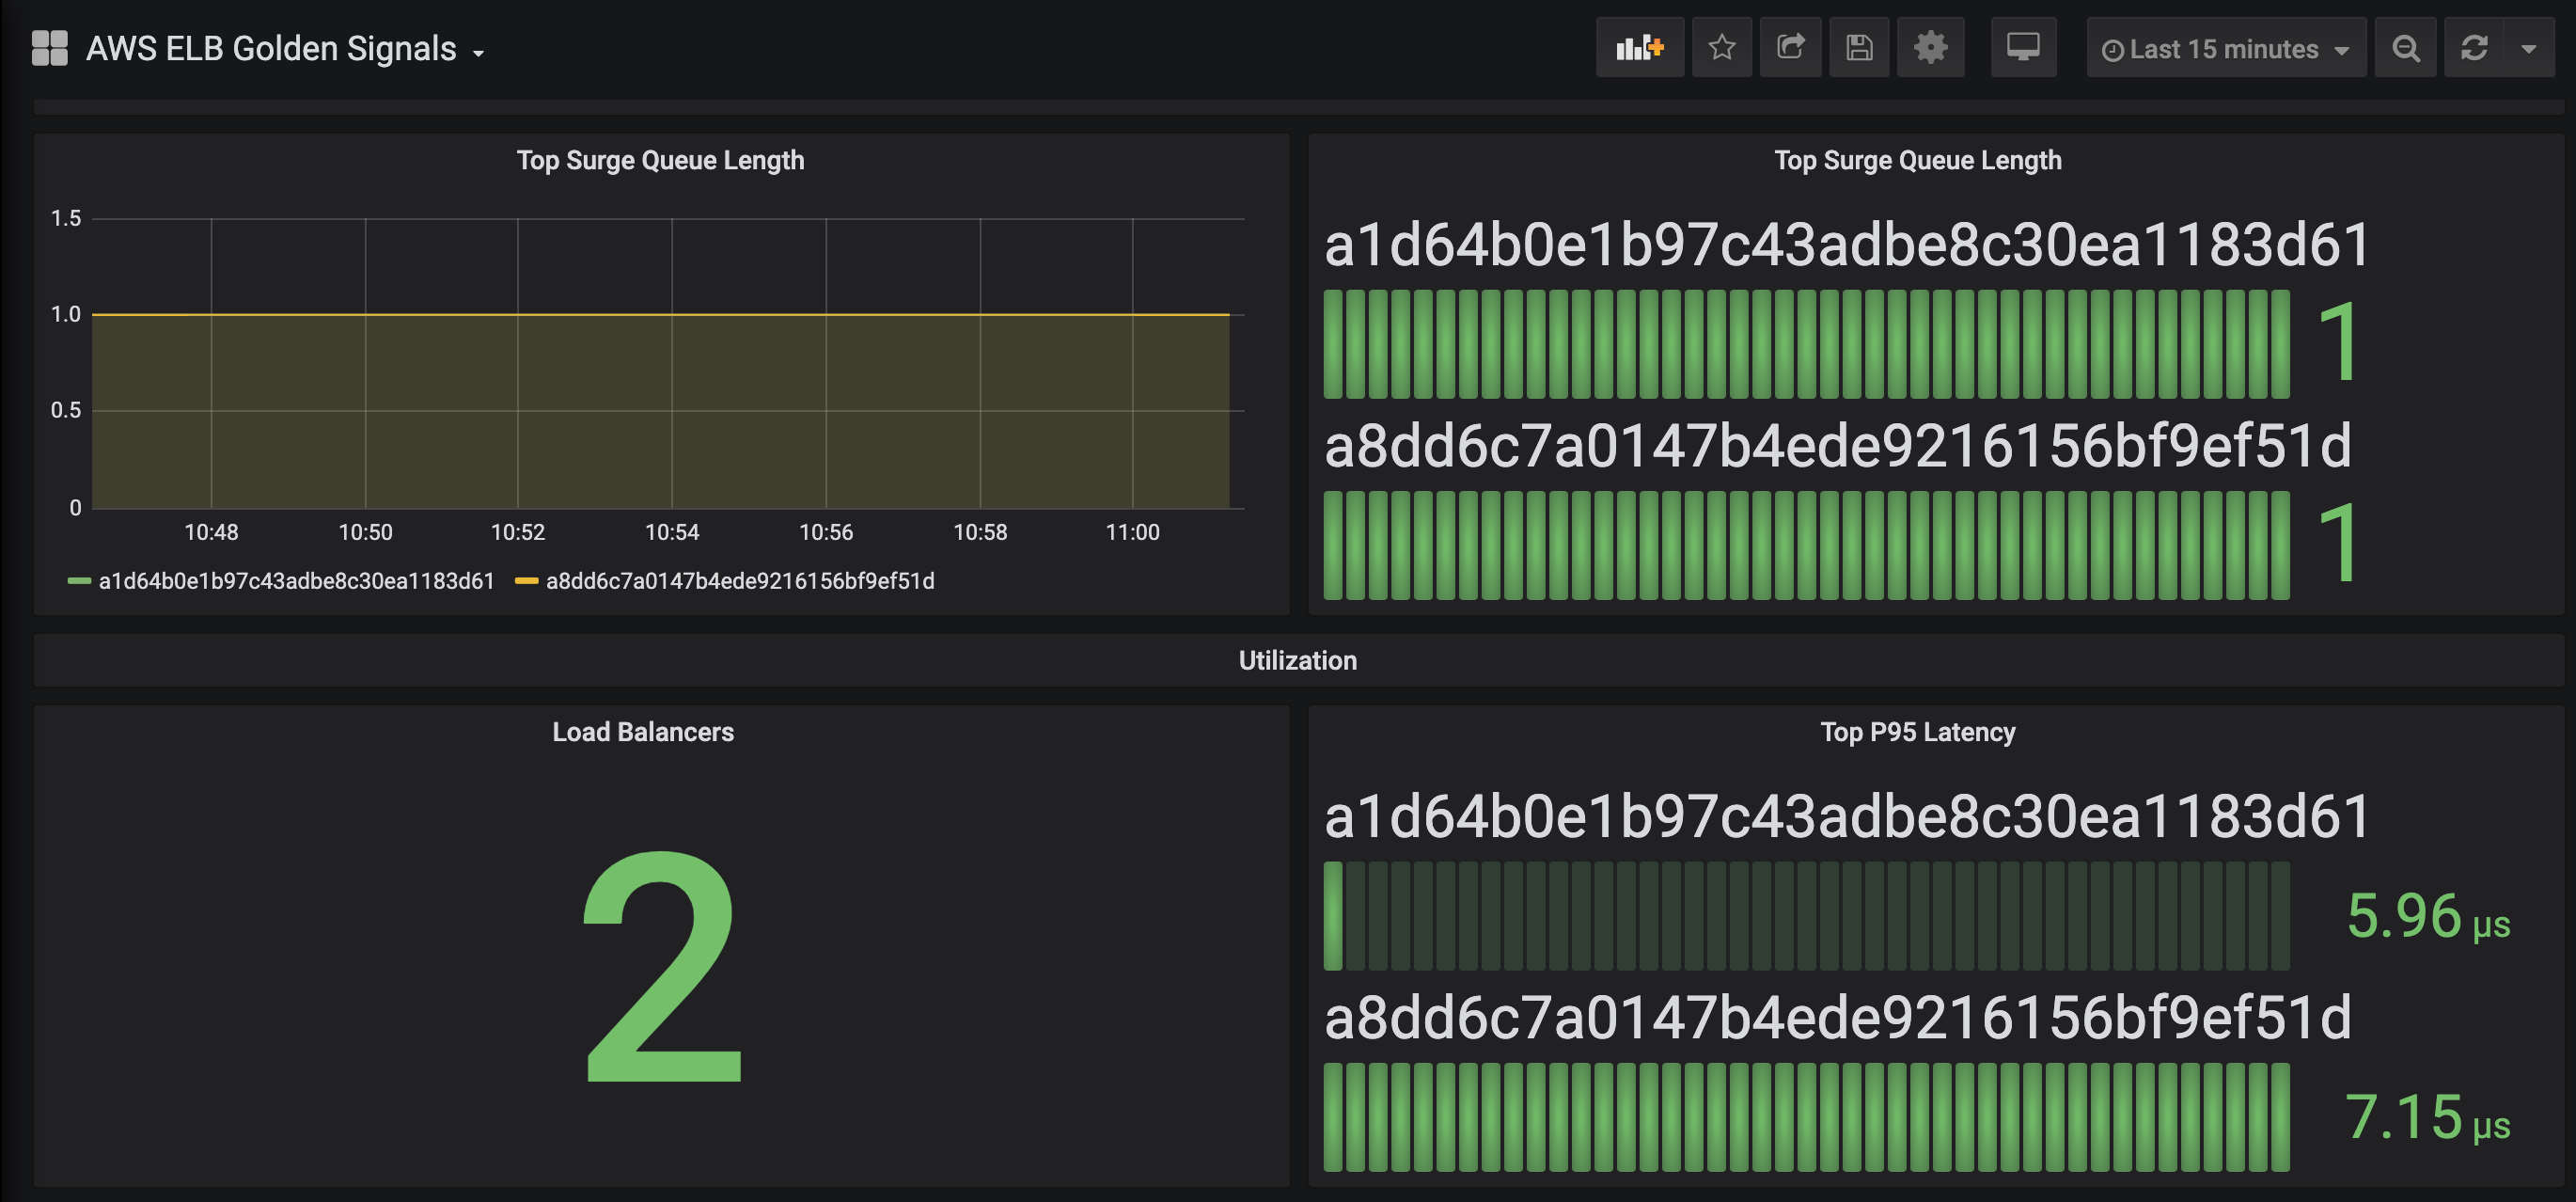 AWS ELB Golden Signals
Last 15 minutes
Top Surge Queue Length
1.5
1.0
0.5
0
10:48 10:50 10:52 10:54 10:56 10:58 11:00
a1d64b0e1b97c43adbe8c30ea1183d61 a8dd6c7a0147b4ede9216156bf9ef51d
Top Surge Queue Length
a1d64b0e1b97c43adbe8c30ea1183d61
1
a8dd6c7a0147b4ede9216156bf9ef51d
1
Utilization
Load Balancers
2
Top P95 Latency
a1d64b0e1b97c43adbe8c30ea1183d61
5.96 µs
a8dd6c7a0147b4ede9216156bf9ef51d
7.15 µs